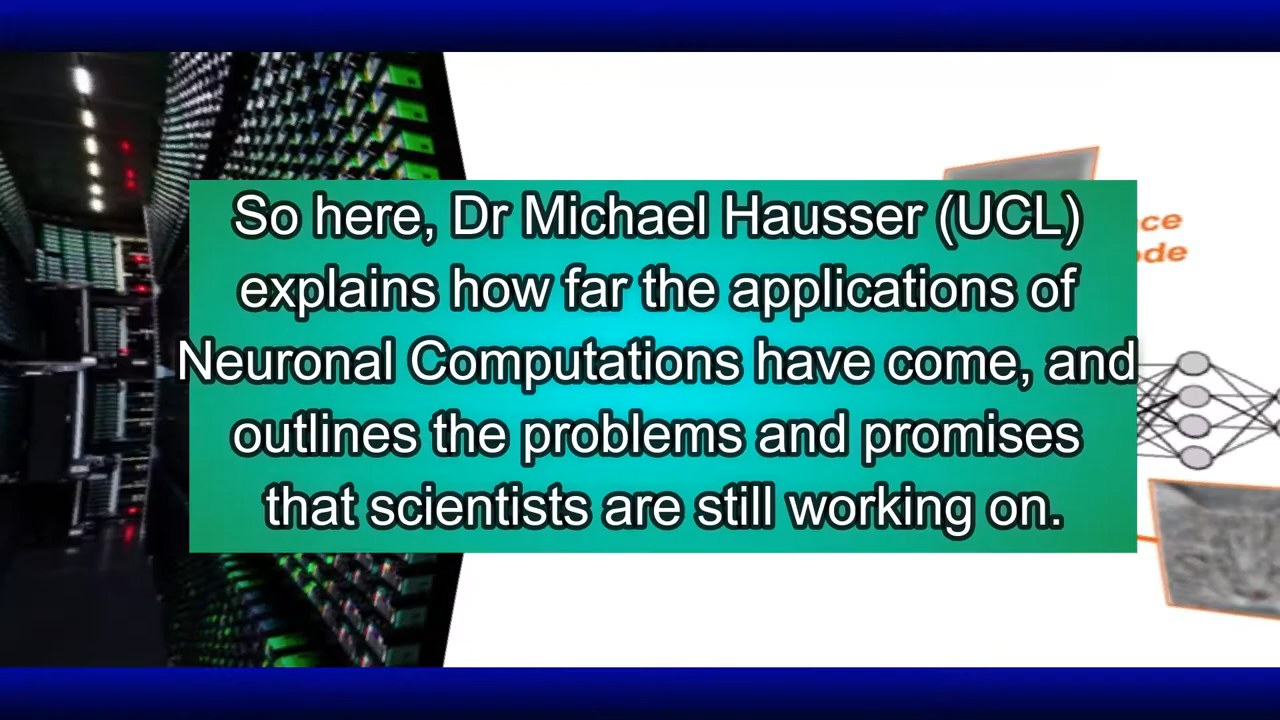 So here, Dr Michael Hausser (UCL)
explains how far the applications of
Neuronal Computations have come, and
outlines the problems and promises
that scientists are still working on.